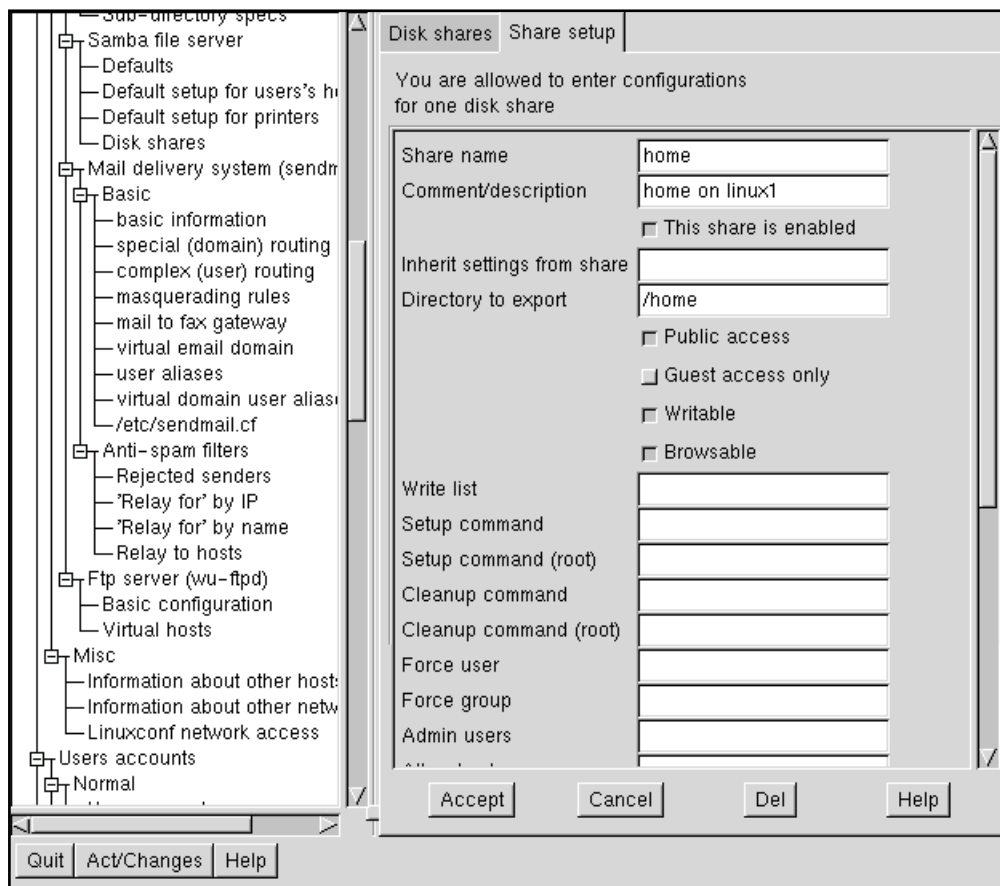 Sub-directory specs
Samba file server
Defaults
Default setup for users's h
Default setup for printers
Disk shares
Mail delivery system (sendm
Basic
basic information
special (domain) routing
complex (user) routing
masquerading rules
mail to fax gateway
virtual email domain
user aliases
virtual domain user alias
/etc/sendmail.cf
Anti-spam filters
Rejected senders
'Relay for' by IP
'Relay for' by name
Relay to hosts
Ftp server (wu-ftpd)
Basic configuration
Virtual hosts
Misc
Information about other host
Information about other netw
Linuxconf network access
Users accounts
Normal
Quit Act/Changes Help
Disk shares Share setup
You are allowed to enter configurations
for one disk share
Share name home
Comment/description home on linux1
This share is enabled
Inherit settings from share
Directory to export /home
Public access
Guest access only
Writable
Browsable
Write list
Setup command
Setup command (root)
Cleanup command
Cleanup command (root)
Force user
Force group
Admin users
Accept Cancel Del Help